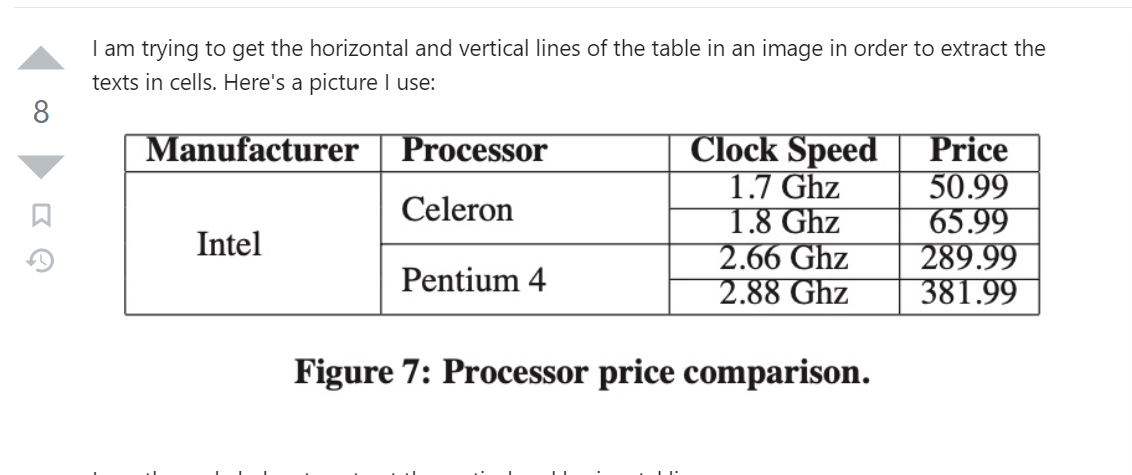 I am trying to get the horizontal and vertical lines of the table in an image in order to extract the
texts in cells. Here's a picture I use:
8
Manufacturer Processor Clock Speed Price
Intel Celeron 1.7 Ghz 50.99
1.8 Ghz 65.99
Pentium 4 2.66 Ghz 289.99
2.88 Ghz 381.99
Figure 7: Processor price comparison.